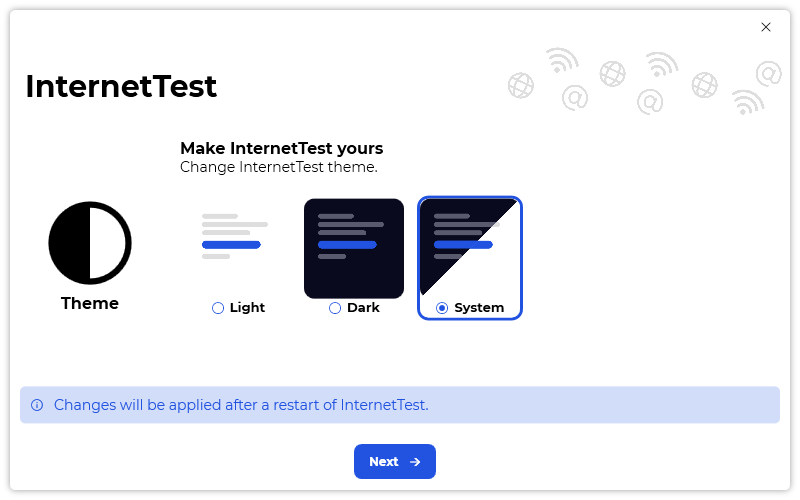 InternetTest
Make InternetTest yours
Change InternetTest theme.
Theme
Light
Dark
System
Changes will be applied after a restart of InternetTest.
Next